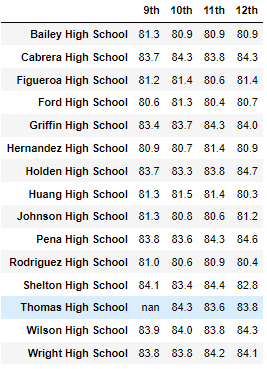 9th 10th 11th 12th
Bailey High School 81.3 80.9 80.9 80.9
Cabrera High School 83.7 84.3 83.8 84.3
Figueroa High School 81.2 81.4 80.6 81.4
Ford High School 80.6 81.3 80.4 80.7
Griffin High School 83.4 83.7 84.3 84.0
Hernandez High School 80.9 80.7 81.4 80.9
Holden High School 83.7 83.3 83.8 84.7
Huang High School 81.3 81.5 81.4 80.3
Johnson High School 81.3 80.8 80.6 81.2
Pena High School 83.8 83.6 84.3 84.6
Rodriguez High School 81.0 80.6 80.9 80.4
Shelton High School 84.1 83.4 84.4 82.8
Thomas High School nan 84.3 83.6 83.8
Wilson High School 83.9 84.0 83.8 84.3
Wright High School 83.8 83.8 84.2 84.1